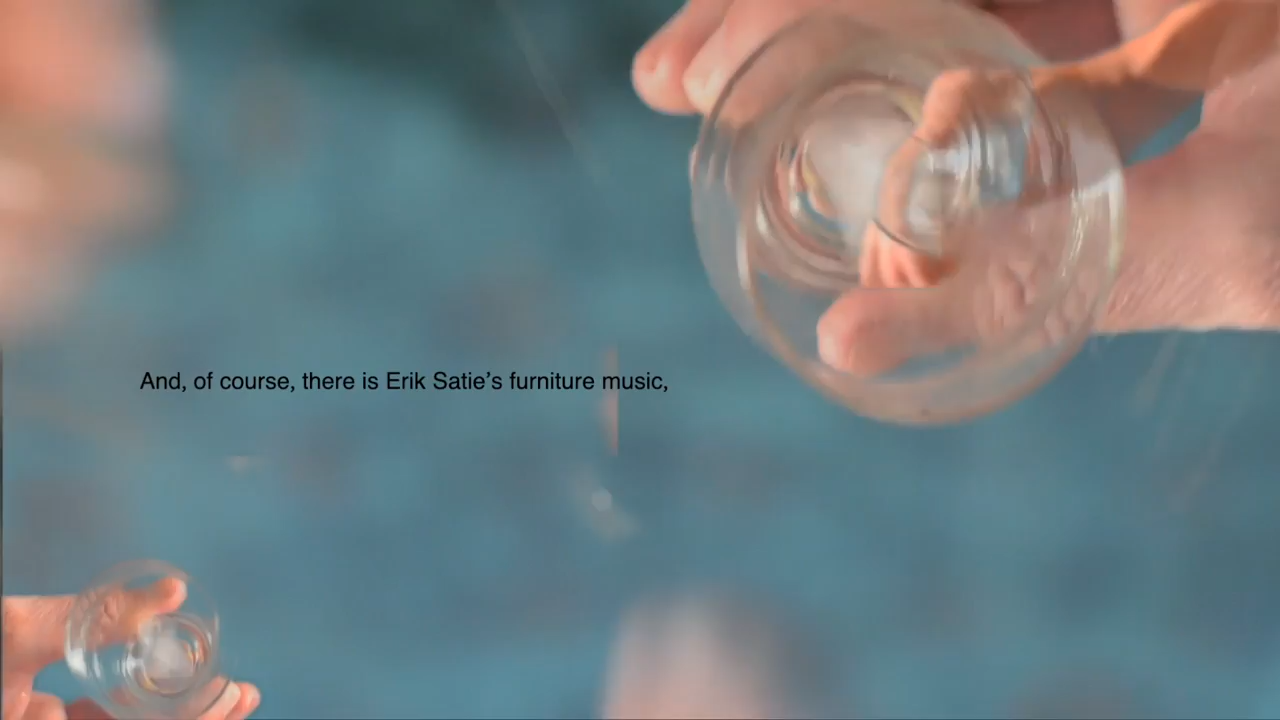 And, of course, there is Erik Satie’s furniture music,